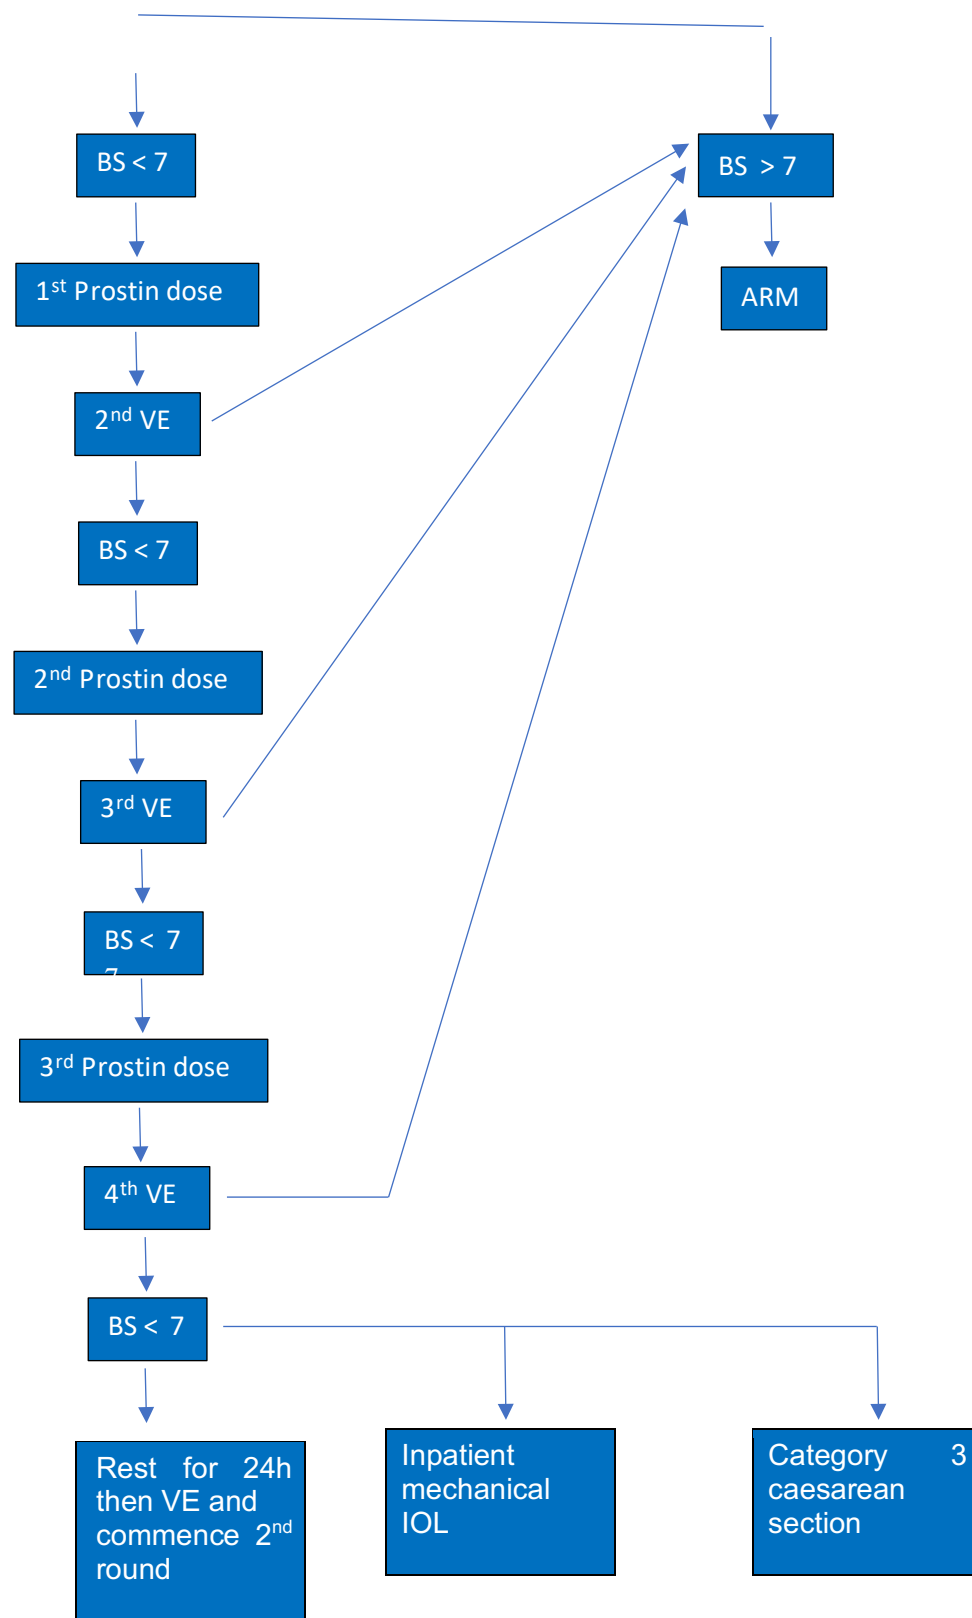 BS < 7
BS  > 7
1st Prostin dose
ARM
2nd VE
BS < 7
2nd Prostin dose
3rd VE
BS <  7
7
3rd Prostin dose
4th VE
BS <  7
Rest for 24h
then VE and
commence 2nd
round
Inpatient
mechanical
IOL
Category 3
caesarean
section